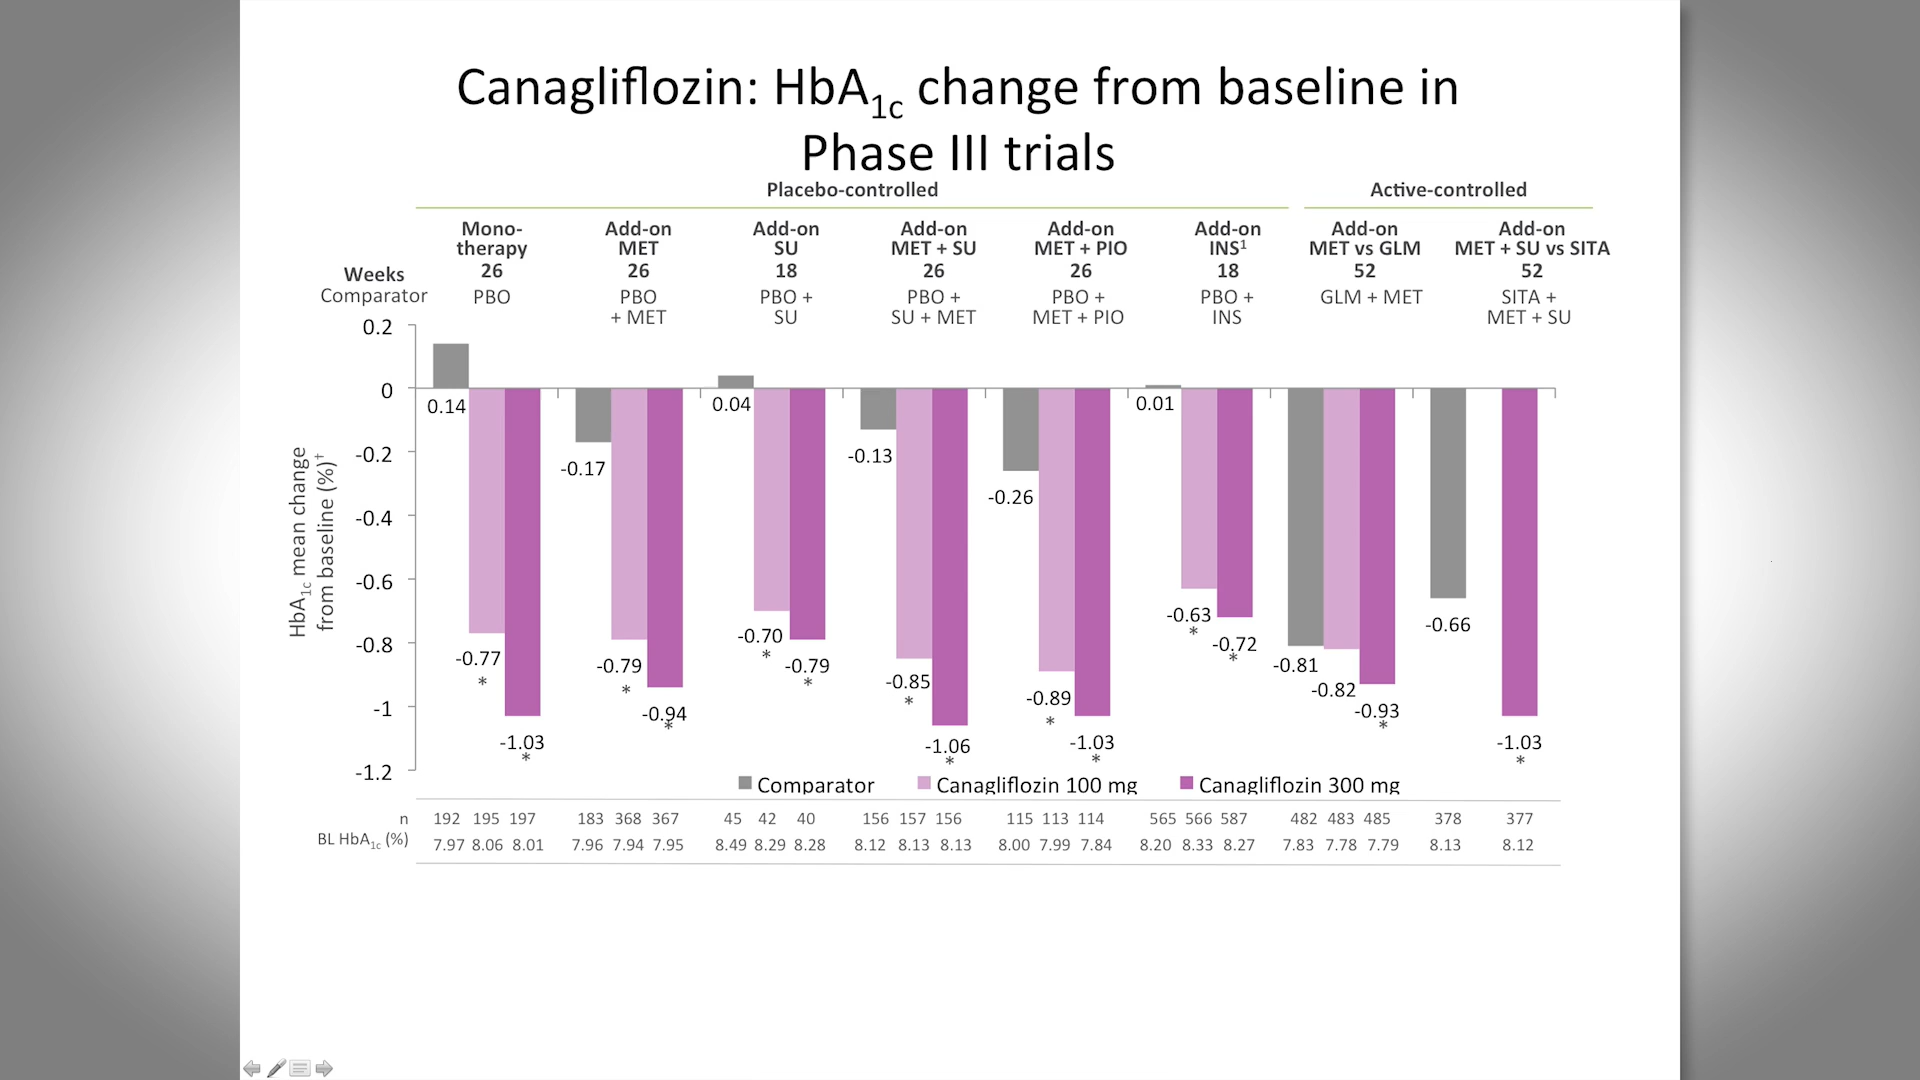 Canagliflozin: HbA1c change from baseline in
Phase III trials
Placebo-controlled
Active-controlled
Mono-
therapy
26
PBO
Add-on
MET
26
PBO
+ MET
Add-on
SU
18
PBO +
SU
Add-on
MET + SU
26
PBO +
SU + MET
Add-on
MET + PIO
26
PBO +
MET + PIO
Add-on
INS1
18
PBO +
INS
Add-on
MET vs GLM
52
GLM + MET
Add-on
MET + SU vs SITA
52
SITA +
MET + SU
Weeks
Comparator
HbA1c mean change
from baseline (%)†
0.2
0
-0.2
-0.4
-0.6
-0.8
-1
-1.2
0.14
-0.77
*
-1.03
*
-0.17
-0.79
*
-0.94
*
0.04
-0.70
*
-0.79
*
-0.13
-0.85
*
-1.06
*
-0.26
-0.89
*
-1.03
*
0.01
-0.63
*
-0.72
*
-0.81
-0.82
-0.93
*
-0.66
-1.03
*
Comparator Canagliflozin 100 mg Canagliflozin 300 mg
n 192 195 197 183 368 367 45 42 40 156 157 156 115 113 114 565 566 587 482 483 485 378 377
BL HbA1c (%) 7.97 8.06 8.01 7.96 7.94 7.95 8.49 8.29 8.28 8.12 8.13 8.13 8.00 7.99 7.84 8.20 8.33 8.27 7.83 7.78 7.79 8.13 8.12